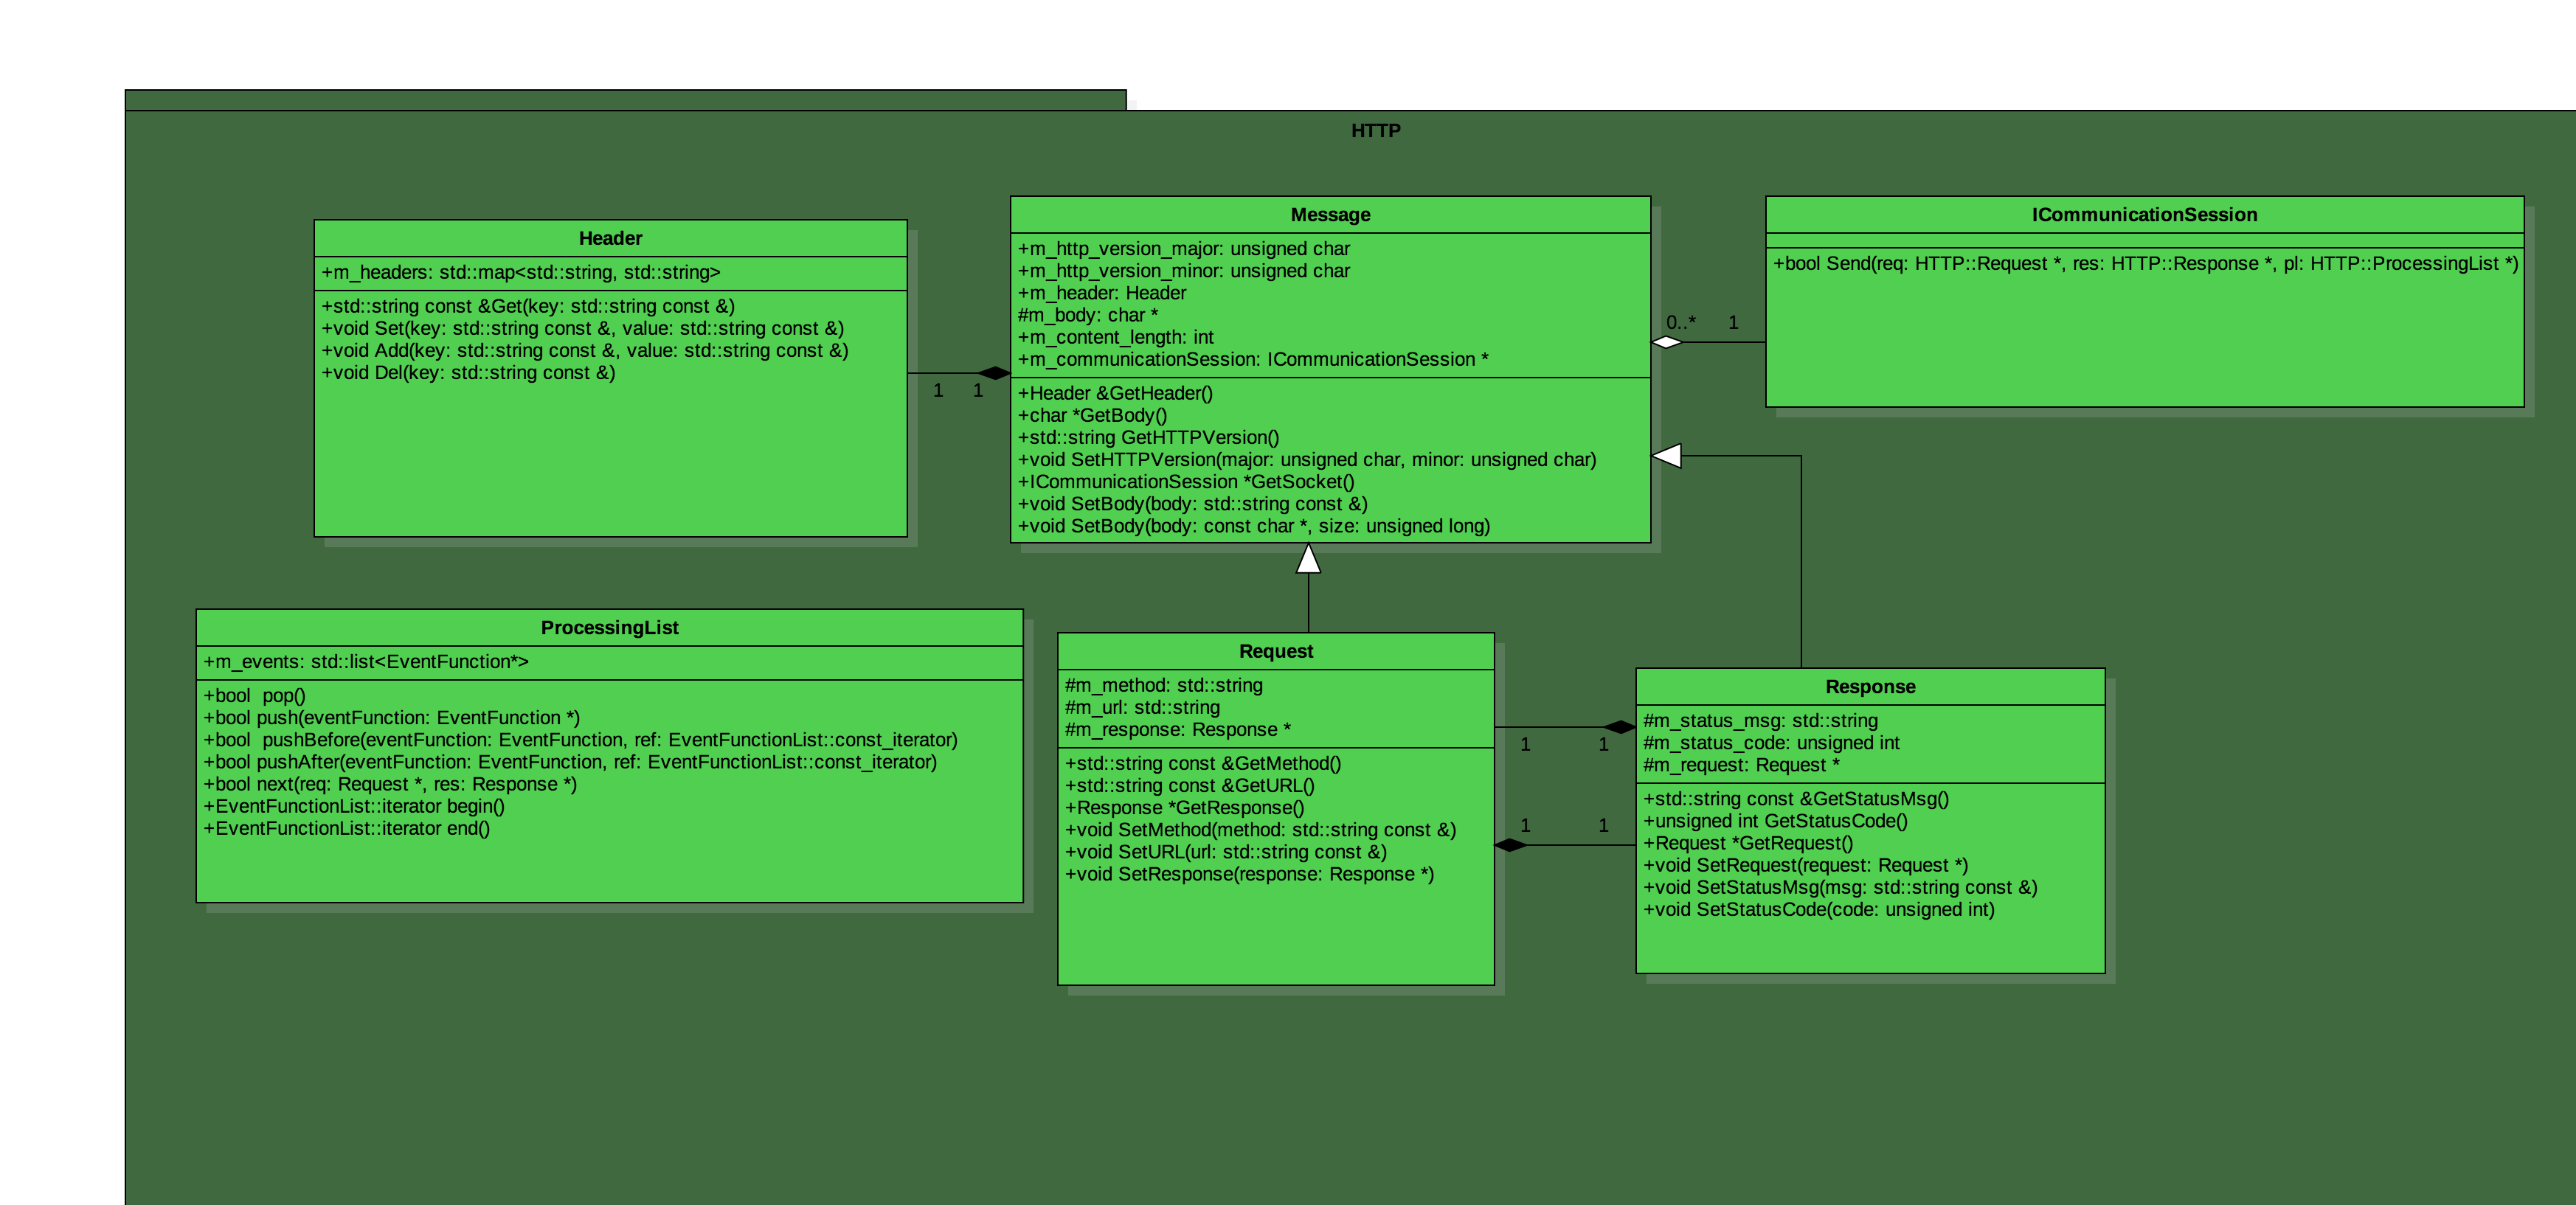 HTTP
Header
+m_headers: std::map<std::string, std::string>
+std::string const &Get(key: std::string const &)
+void Set(key: std::string const &, value: std::string const &)
+void Add(key: std::string const &, value: std::string const &)
+void Del(key: std::string const &)
1 1
Message
+m_http_version_major: unsigned char
+m_http_version_minor: unsigned char
+m_header: Header
#m_body: char *
+m_content_length: int
+m_communicationSession: ICommunicationSession *
+Header &GetHeader()
+char *GetBody()
+std::string GetHTTPVersion()
+void SetHTTPVersion(major: unsigned char, minor: unsigned char)
+ICommunicationSession *GetSocket()
+void SetBody(body: std::string const &)
+void SetBody(body: const char *, size: unsigned long)
0..* 1
ICommunicationSession
+bool Send(req: HTTP::Request *, res: HTTP::Response *, pl: HTTP::ProcessingList *)
ProcessingList
+m_events: std::list<EventFunction*>
+bool  pop()
+bool push(eventFunction: EventFunction *)
+bool  pushBefore(eventFunction: EventFunction, ref: EventFunctionList::const_iterator)
+bool pushAfter(eventFunction: EventFunction, ref: EventFunctionList::const_iterator)
+bool next(req: Request *, res: Response *)
+EventFunctionList::iterator begin()
+EventFunctionList::iterator end()
Request
#m_method: std::string
#m_url: std::string
#m_response: Response *
+std::string const &GetMethod()
+std::string const &GetURL()
+Response *GetResponse()
+void SetMethod(method: std::string const &)
+void SetURL(url: std::string const &)
+void SetResponse(response: Response *)
1 1
1 1
Response
#m_status_msg: std::string
#m_status_code: unsigned int
#m_request: Request *
+std::string const &GetStatusMsg()
+unsigned int GetStatusCode()
+Request *GetRequest()
+void SetRequest(request: Request *)
+void SetStatusMsg(msg: std::string const &)
+void SetStatusCode(code: unsigned int)